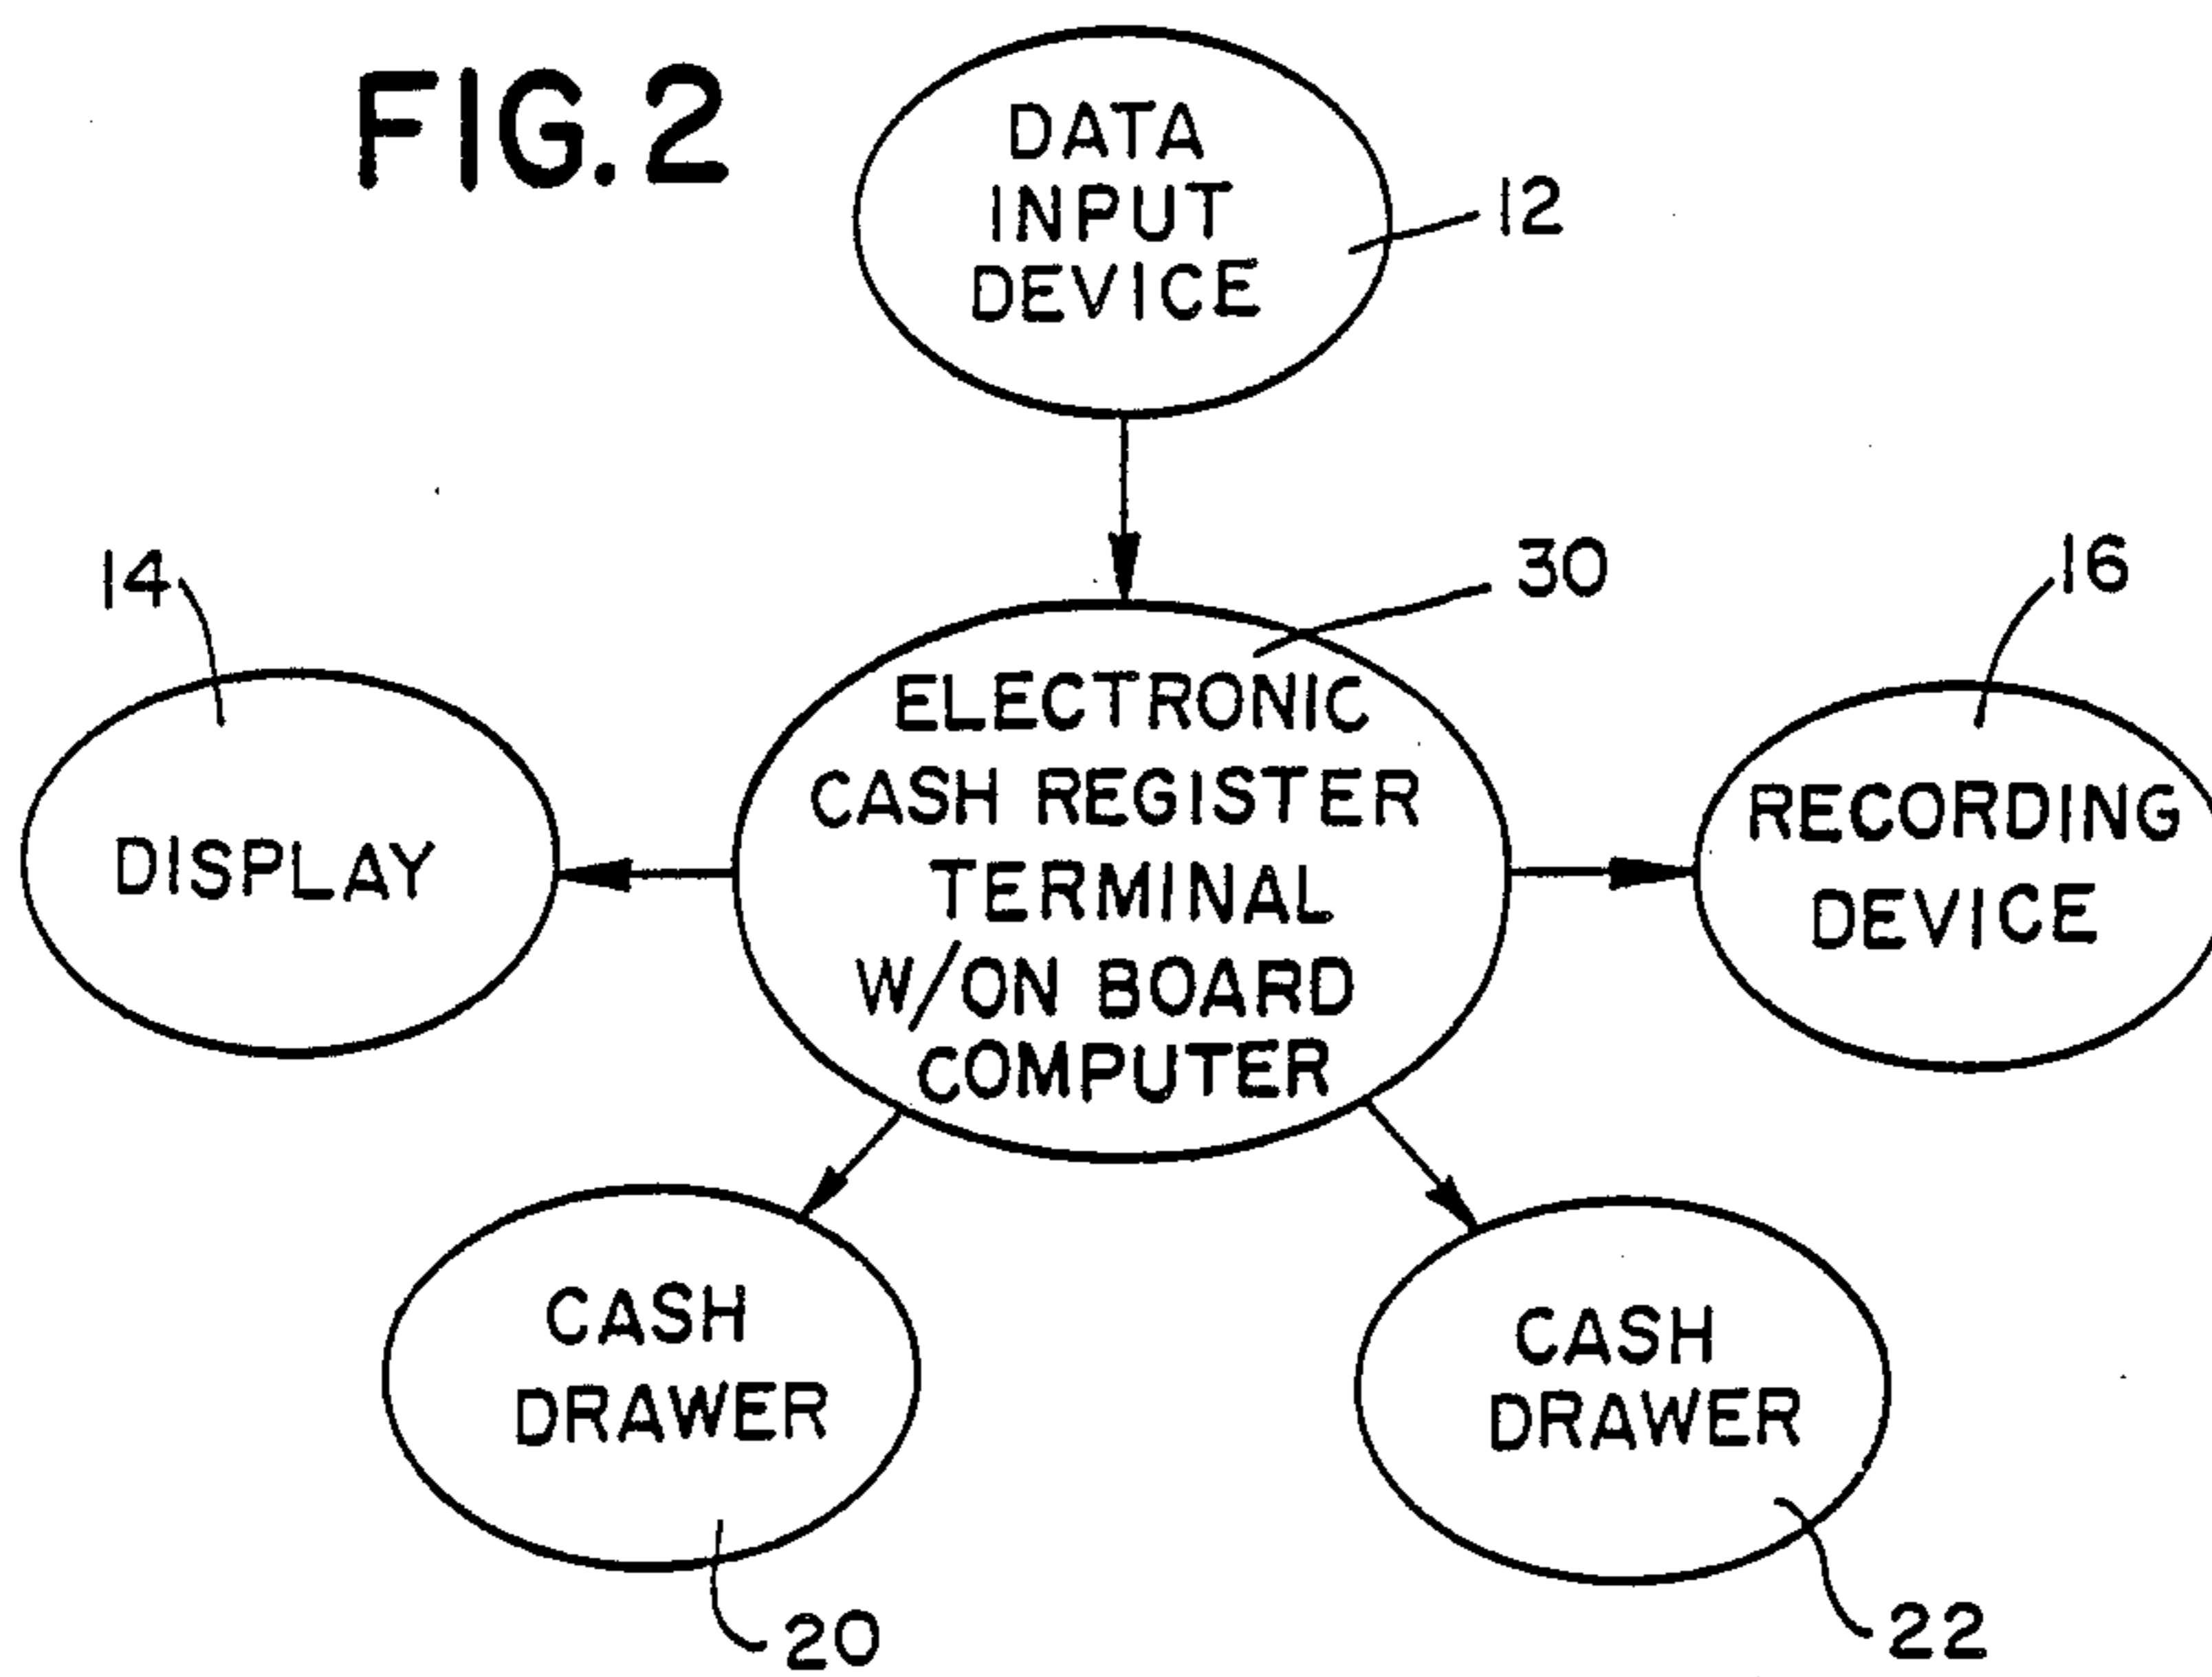 FIG.2
DATA
INPUT
DEVICE
12
14
30
16
DISPLAY
ELECTRONIC
CASH REGISTER
TERMINAL
W/ON BOARD
COMPUTER
RECORDING
DEVICE
CASH
DRAWER
20
CASH
DRAWER
22